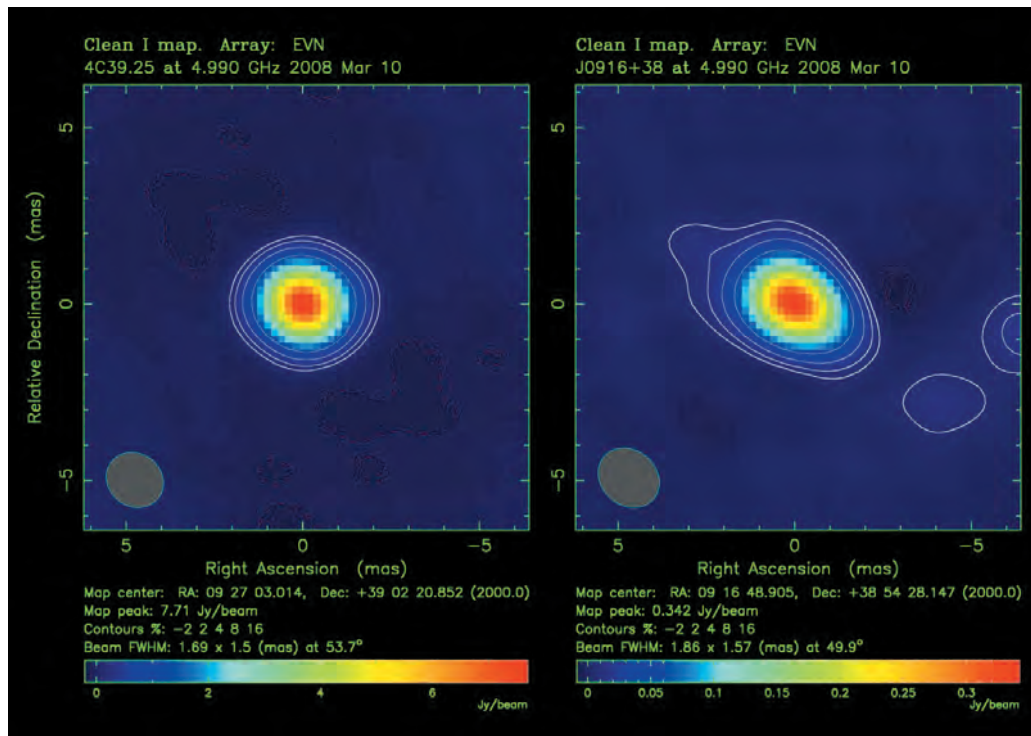 Clean I map. Array: EVN
4C39.25 at 4.990 GHz 2008 Mar 10
Relative Declination (mas)
5
0
−5
5
0
−5
Right Ascension (mas)
Map center: RA: 09 27 03.014, Dec: +39 02 20.852 (2000.0)
Map peak: 7.71 Jy/beam
Contours %: −2 2 4 8 16
Beam FWHM: 1.69 x 1.5 (mas) at 53.7°
0
2
4
6
Jy/beam
Clean I map. Array: EVN
J0916+38 at 4.990 GHz 2008 Mar 10
5
0
−5
5
0
−5
Right Ascension (mas)
Map center: RA: 09 16 48.905, Dec: +38 54 28.147 (2000.0)
Map peak: 0.342 Jy/beam
Contours %: −2 2 4 8 16
Beam FWHM: 1.86 x 1.57 (mas) at 49.9°
0
0.05
0.1
0.15
0.2
0.25
0.3
Jy/beam